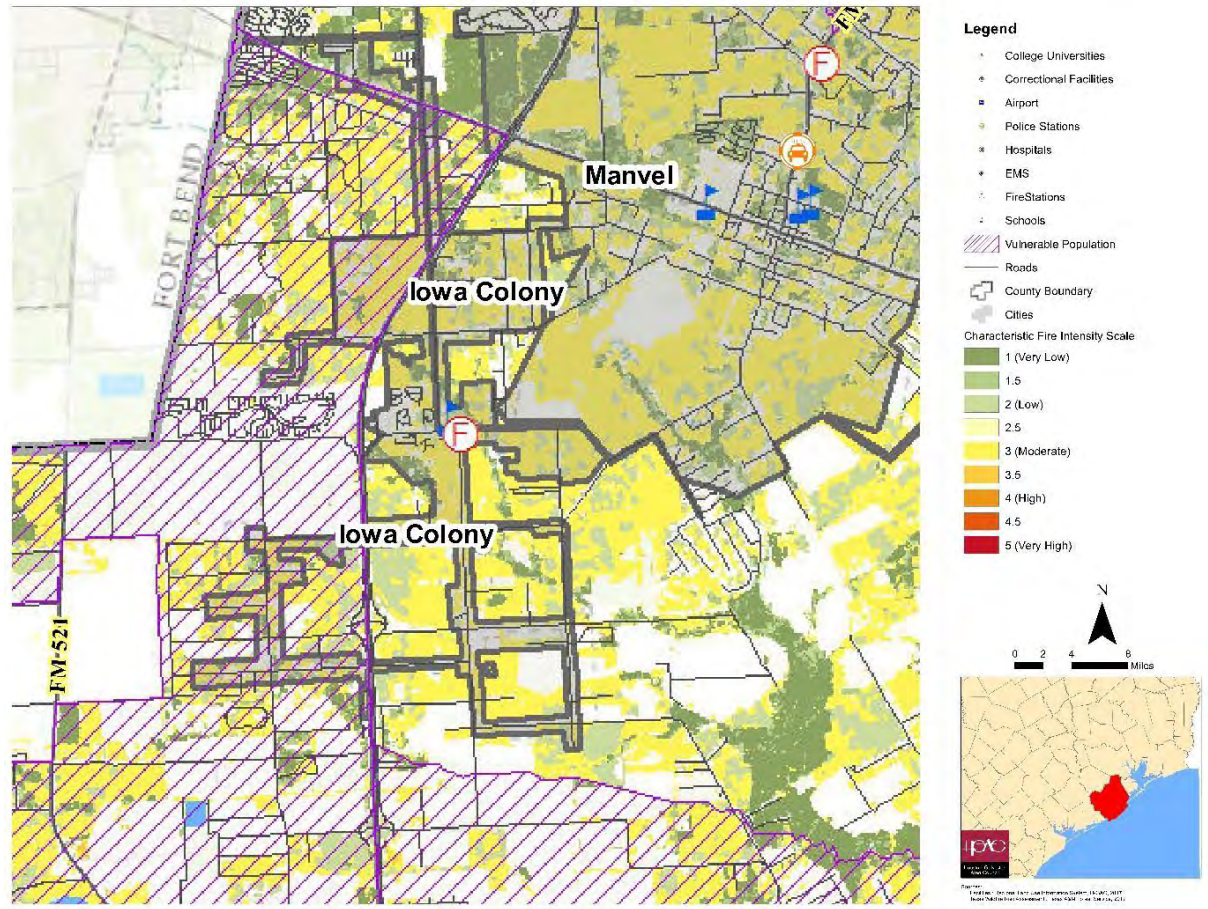 FM
F
Manvel
FORT BEND
Iowa Colony
F
Iowa Colony
FM-521
Legend
College Universities
Correctional Facilities
Airport
Police Stations
Hospitals
EMS
FireStations
Schools
Vulnerable Population
Roads
County Boundary
Cities
Characteristic Fire Intensity Scale
1 (Very Low)
1.5
2 (Low)
2.5
3 (Moderate)
3.5
4 (High)
4.5
5 (Very High)
N
0 2 4 8
Miles